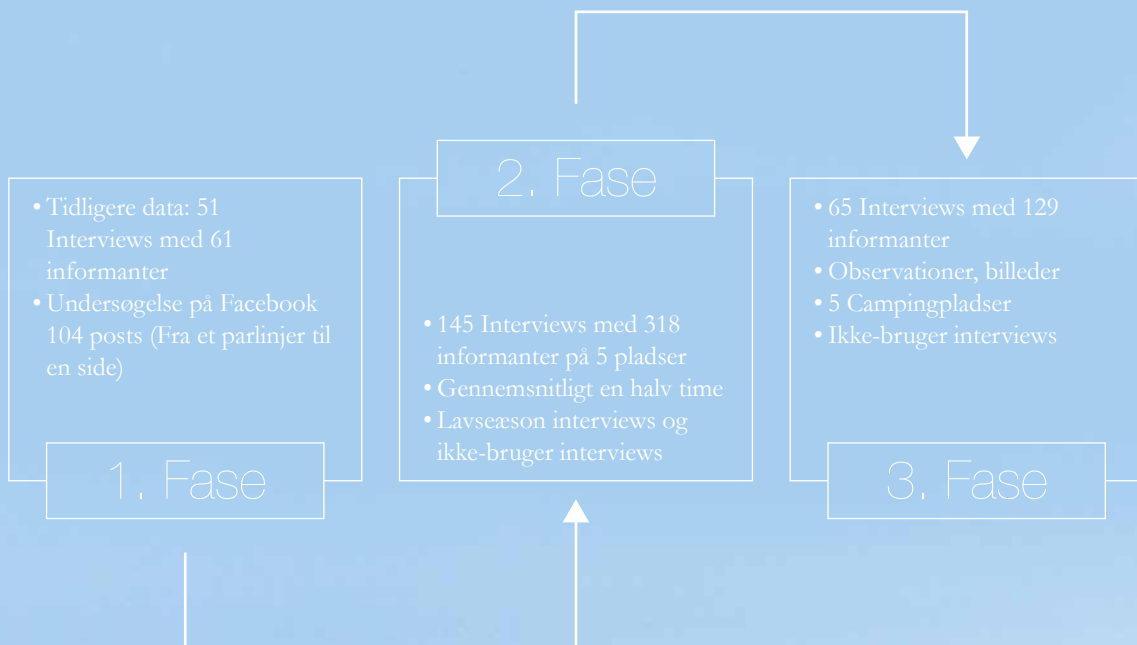 • Tidligere data: 51
Interviews med 61
informanter
• Undersøgelse på Facebook
104 posts (Fra et parlinjer til
en side)
1. Fase
2. Fase
• 145 Interviews med 318
informanter på 5 pladser
• Gennemsnitligt en halv time
• Lavseæson interviews og
ikke-bruger interviews
• 65 Interviews med 129
informanter
• Observationer, billeder
• 5 Campingpladser
• Ikke-bruger interviews
3. Fase